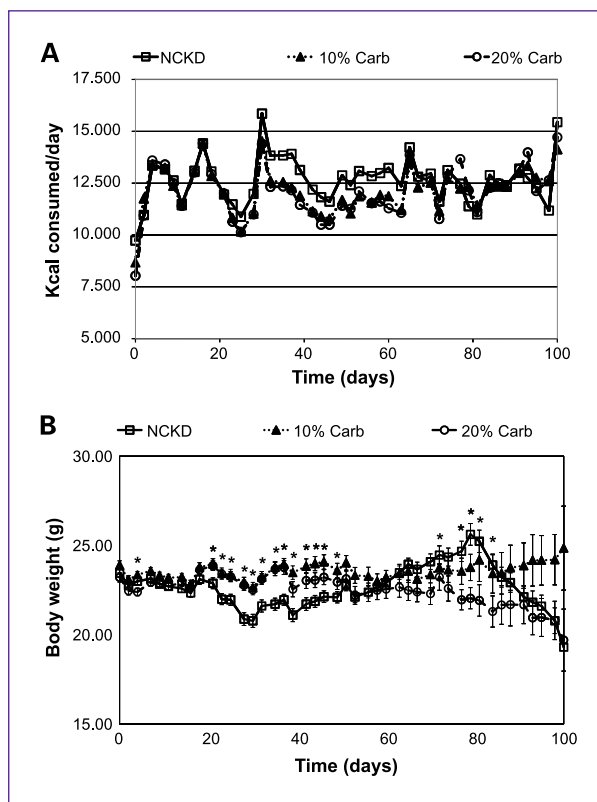 A
NCKD 10% Carb 20% Carb
17.500
15.000
12.500
10.000
7.500
5.000
Kcal consumed/day
0 20 40 60 80 100
Time (days)
B
NCKD 10% Carb 20% Carb
30.00
25.00
20.00
15.00
Body weight (g)
* * * * * * * * * * * * * * * *
0 20 40 60 80 100
Time (days)